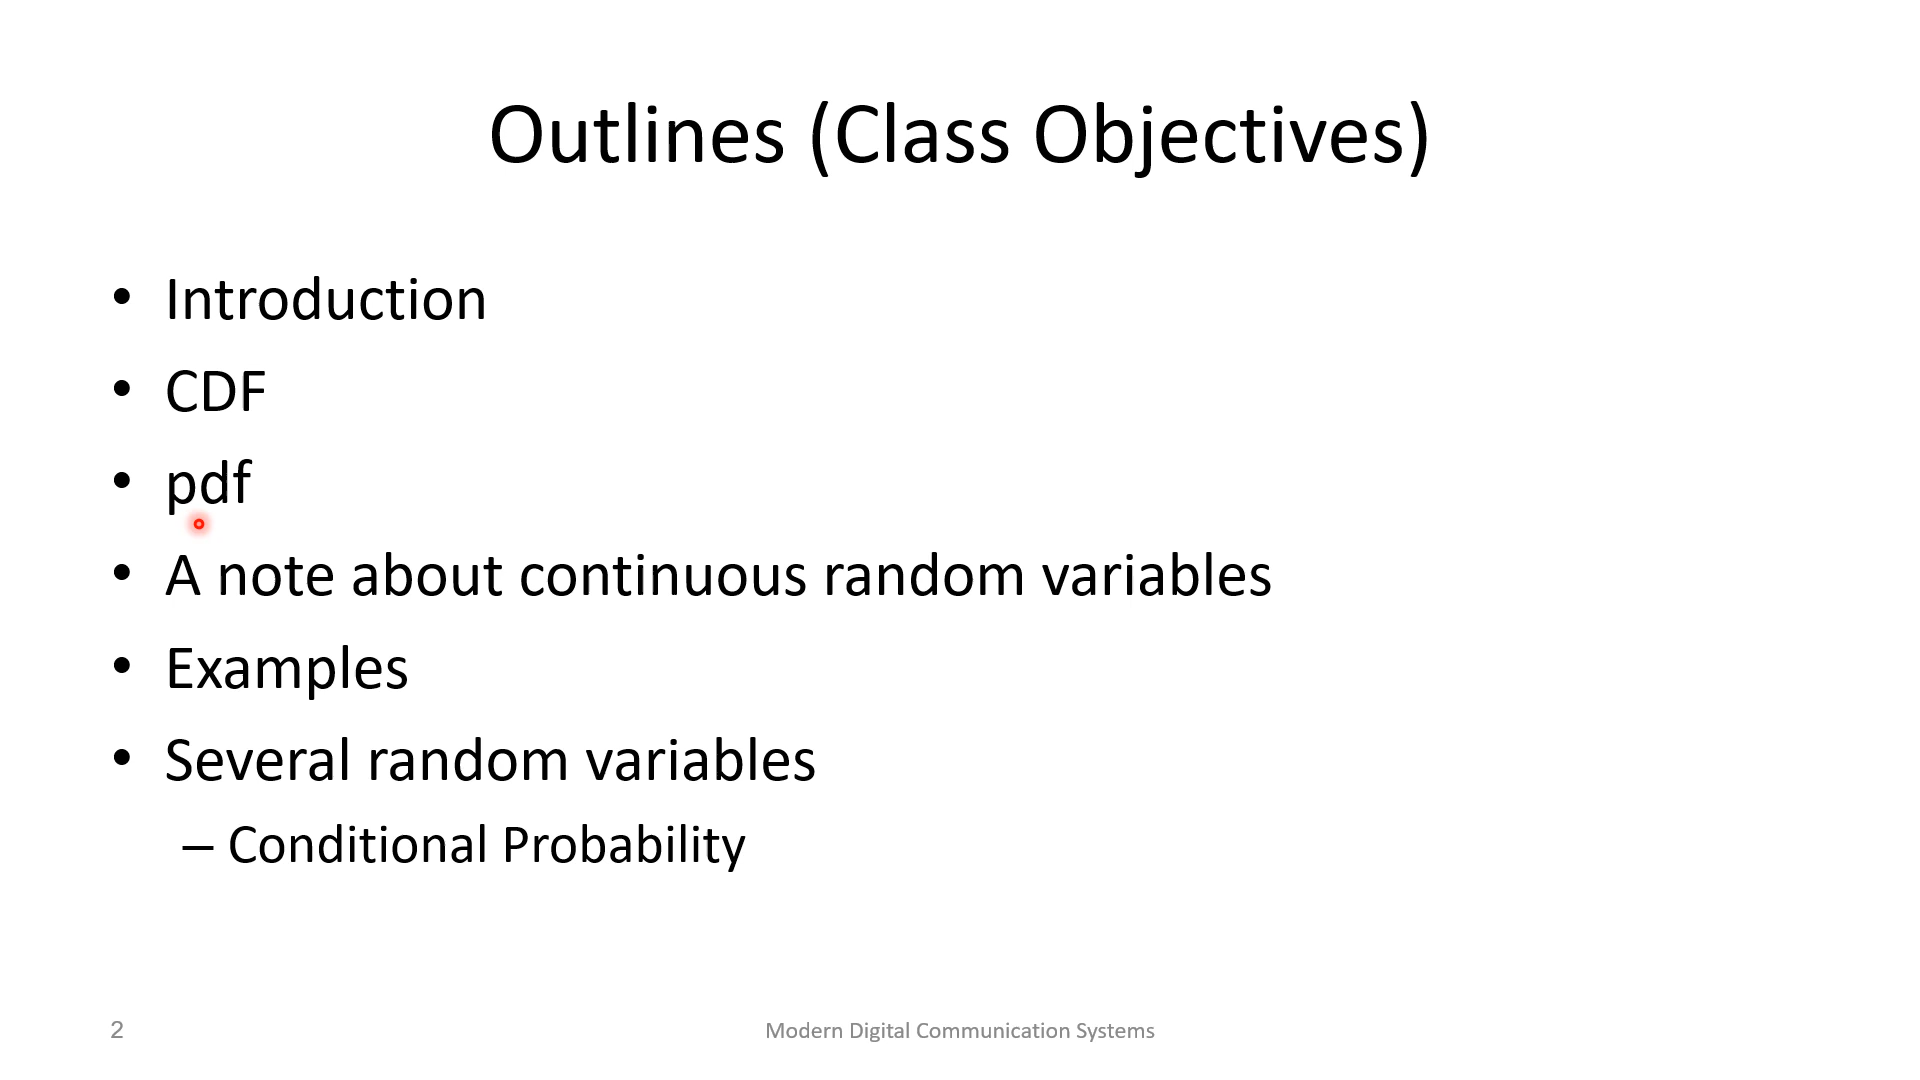 Outlines (Class Objectives)
• Introduction
• CDF
• pdf
• A note about continuous random variables
• Examples
• Several random variables
– Conditional Probability
2
Modern Digital Communication Systems